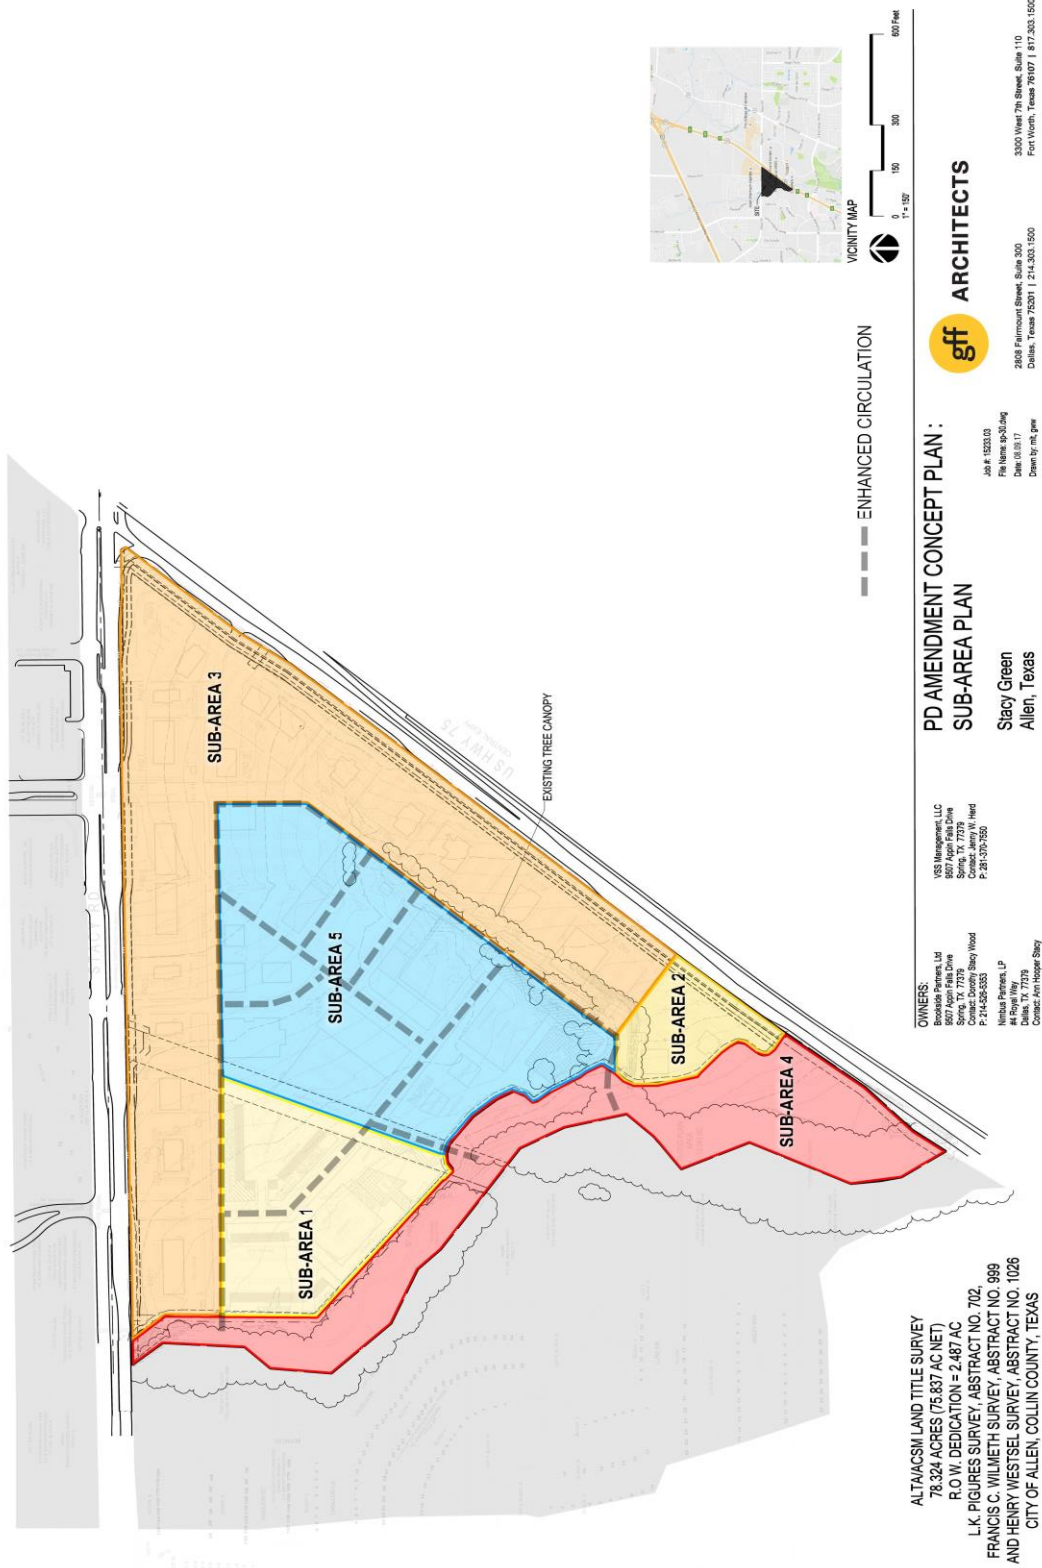 SUB-AREA 3
SUB-AREA 5
SUB-AREA 1
SUB-AREA 2
SUB-AREA 4
STACY RD
US HWY 75
EXISTING TREE CANOPY
ENHANCED CIRCULATION
SITE
VICINITY MAP
0 150 300 600 Feet
1" = 150'
ALTA/ACSM LAND TITLE SURVEY
78.324 ACRES (75.837 AC NET)
R.O.W. DEDICATION = 2.487 AC
L.K. PIGURES SURVEY, ABSTRACT NO. 702,
FRANCIS C. WILMETH SURVEY, ABSTRACT NO. 999
AND HENRY WESTSEL SURVEY, ABSTRACT NO. 1026
CITY OF ALLEN, COLLIN COUNTY, TEXAS
OWNERS:
Brookside Partners, Ltd
9507 Appin Falls Drive
Spring, TX 77379
Contact: Dorothy Stacy Wood
P: 214-526-5353
Nimbus Partners, LP
#4 Royal Way
Dallas, TX 77379
Contact: Ann Hooper Stacy
VSS Management, LLC
9507 Appin Falls Drive
Spring, TX 77379
Contact: Jenny W. Herd
P: 281-370-7550
PD AMENDMENT CONCEPT PLAN :
SUB-AREA PLAN
Stacy Green
Allen, Texas
Job #: 15233.03
File Name: sp-30.dwg
Date: 08.09.17
Drawn by: mlt, gww
gff ARCHITECTS
2808 Fairmount Street, Suite 300
Dallas, Texas 75201 | 214.303.1500
3300 West 7th Street, Suite 110
Fort Worth, Texas 76107 | 817.303.1500